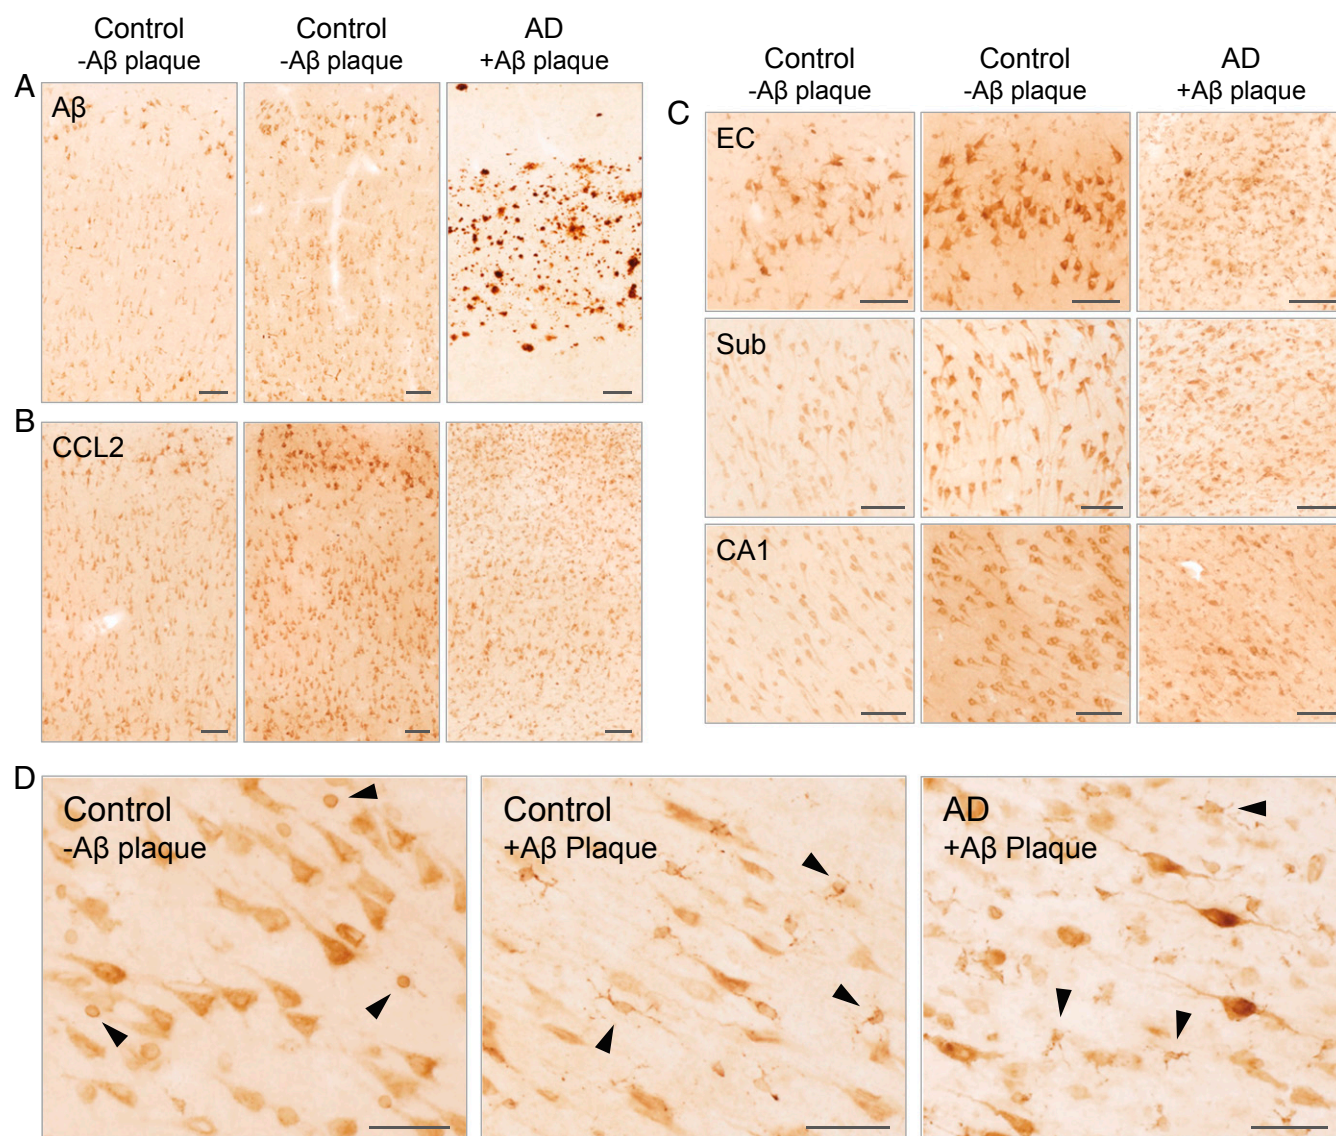 Control
-Aβ plaque
Control
-Aβ plaque
AD
+Aβ plaque
A
Aβ
B
CCL2
Control
-Aβ plaque
Control
-Aβ plaque
AD
+Aβ plaque
C
EC
Sub
CA1
D
Control
-Aβ plaque
Control
+Aβ Plaque
AD
+Aβ Plaque